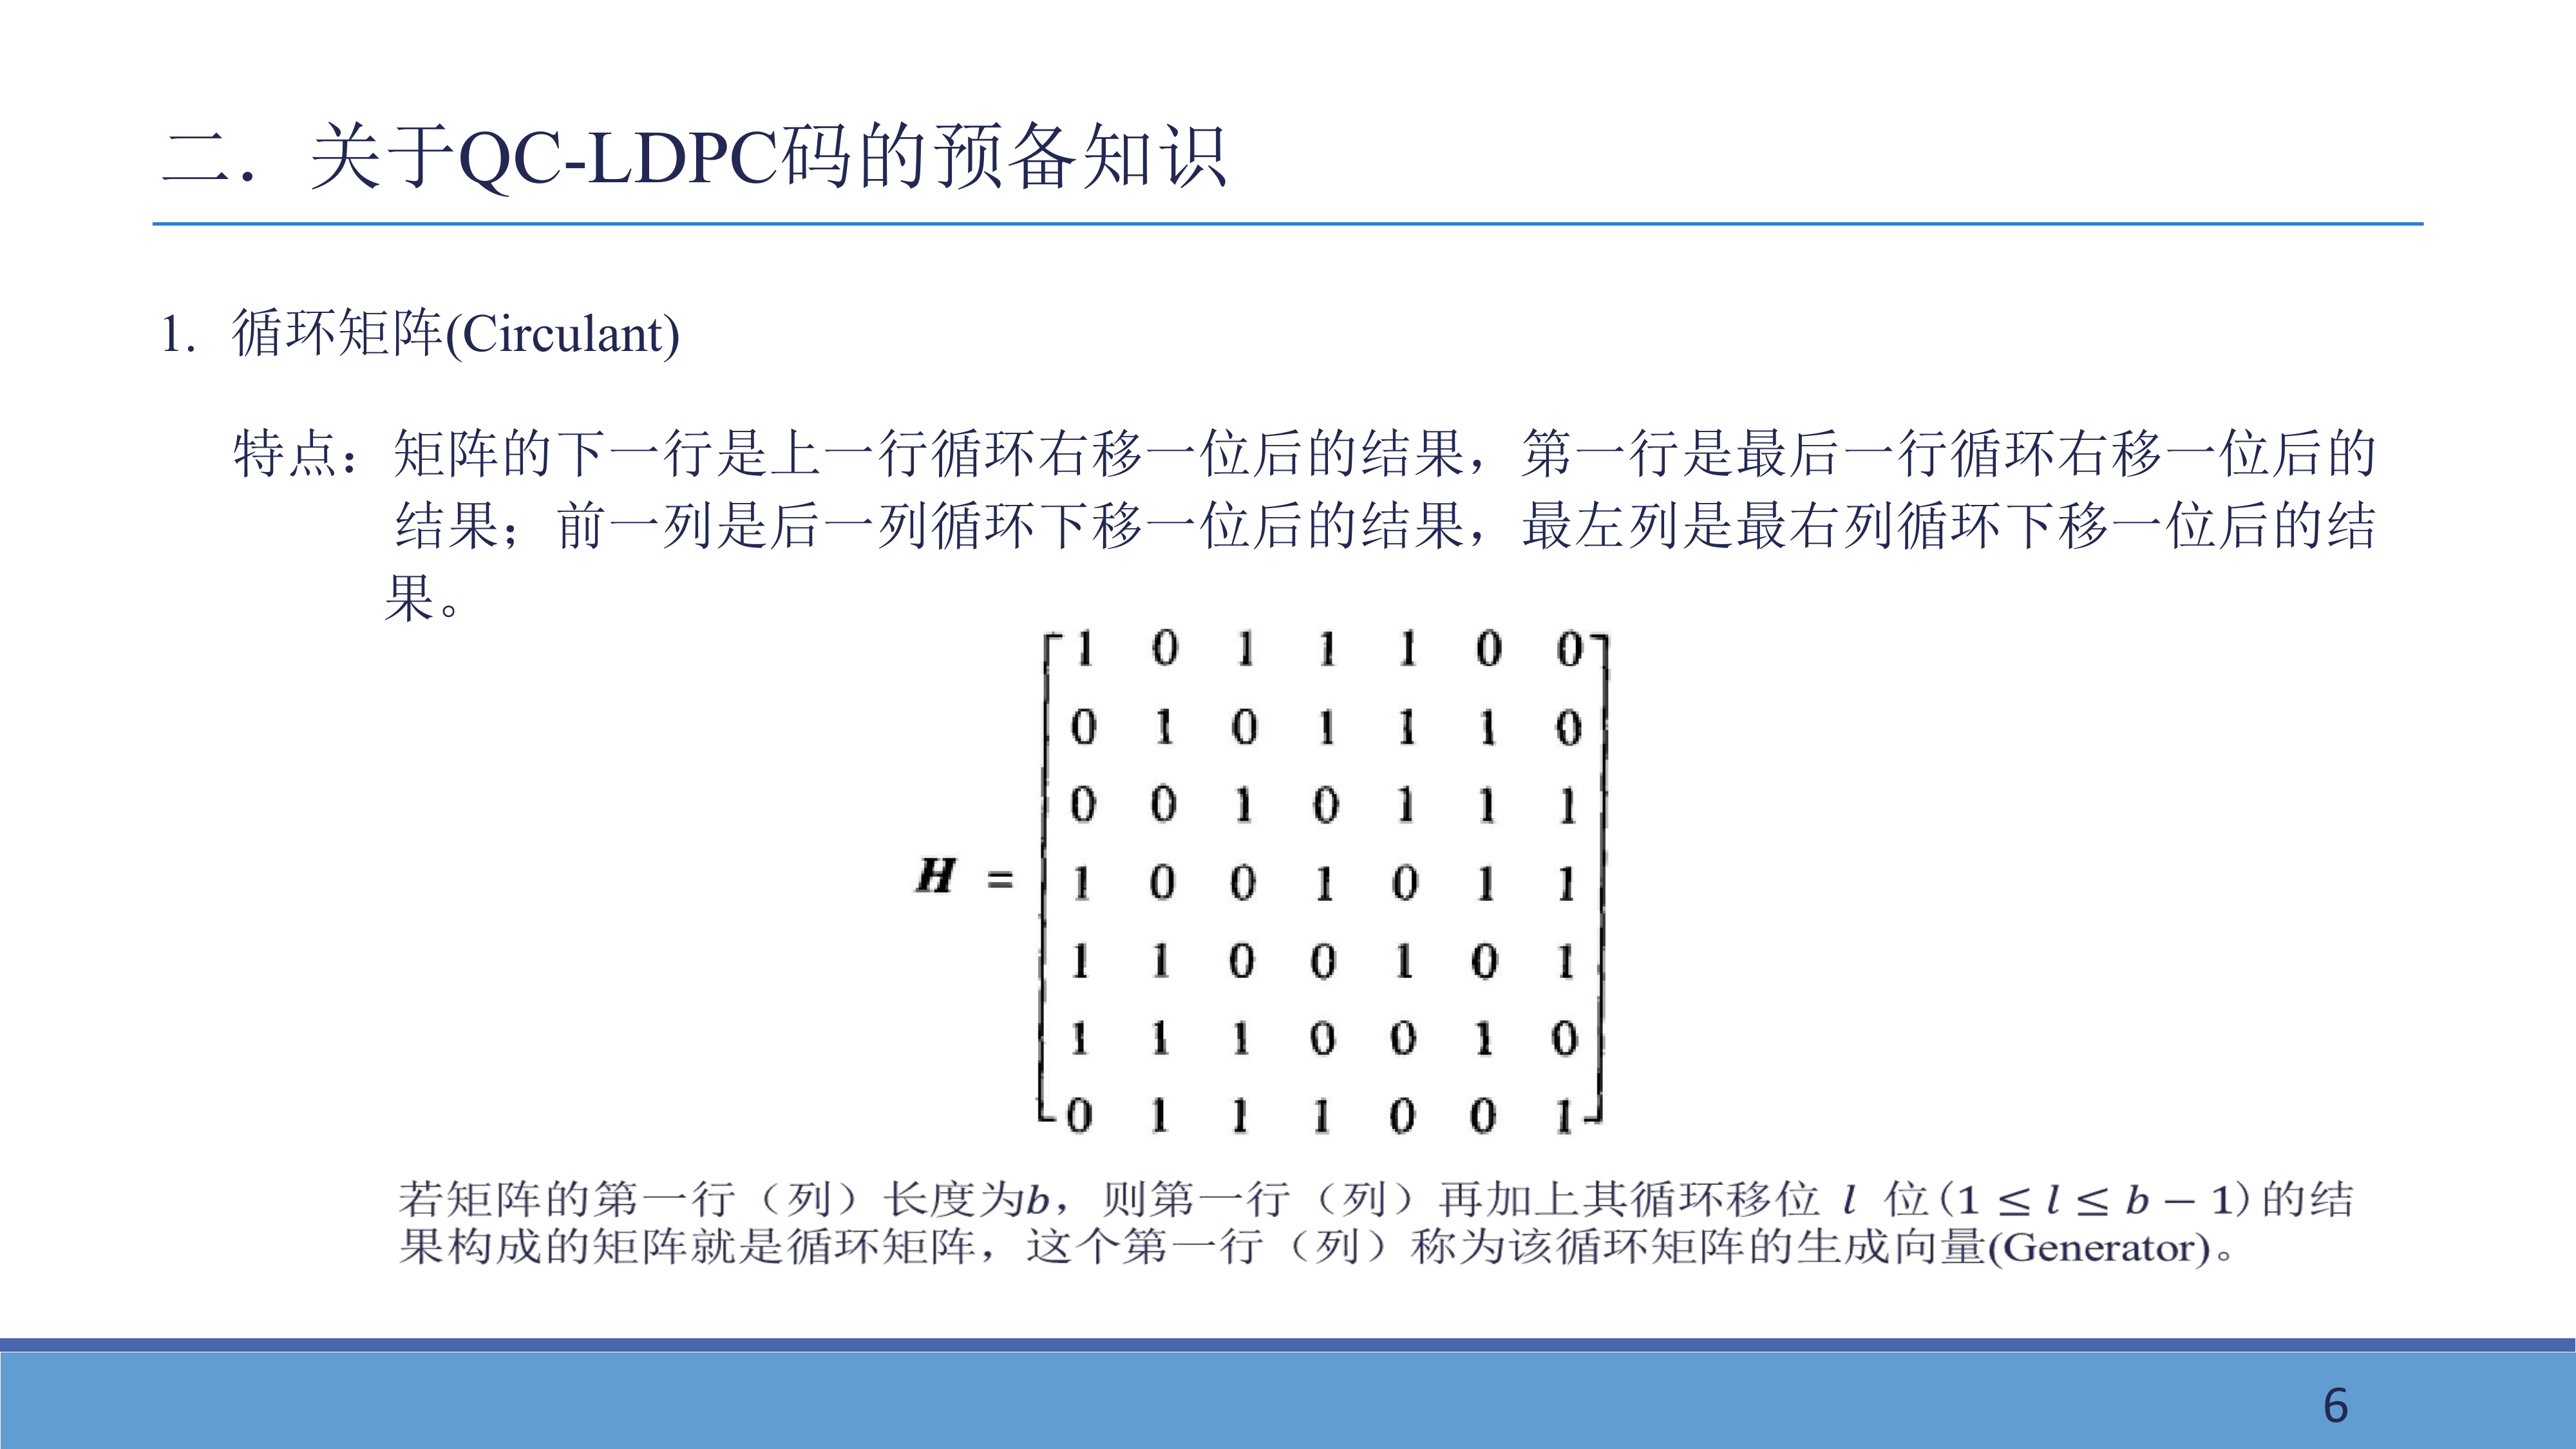 二．关于QC-LDPC码的预备知识
1. 循环矩阵(Circulant)
特点：矩阵的下一行是上一行循环右移一位后的结果，第一行是最后一行循环右移一位后的
结果；前一列是后一列循环下移一位后的结果，最左列是最右列循环下移一位后的结
果。
1 0 1 1 1 0 0
0 1 0 1 1 1 0
0 0 1 0 1 1 1
H = 1 0 0 1 0 1 1
1 1 0 0 1 0 1
1 1 1 0 0 1 0
0 1 1 1 0 0 1
若矩阵的第一行（列）长度为b，则第一行（列）再加上其循环移位 l 位(1 ≤ l ≤ b − 1)的结
果构成的矩阵就是循环矩阵，这个第一行（列）称为该循环矩阵的生成向量(Generator)。
6